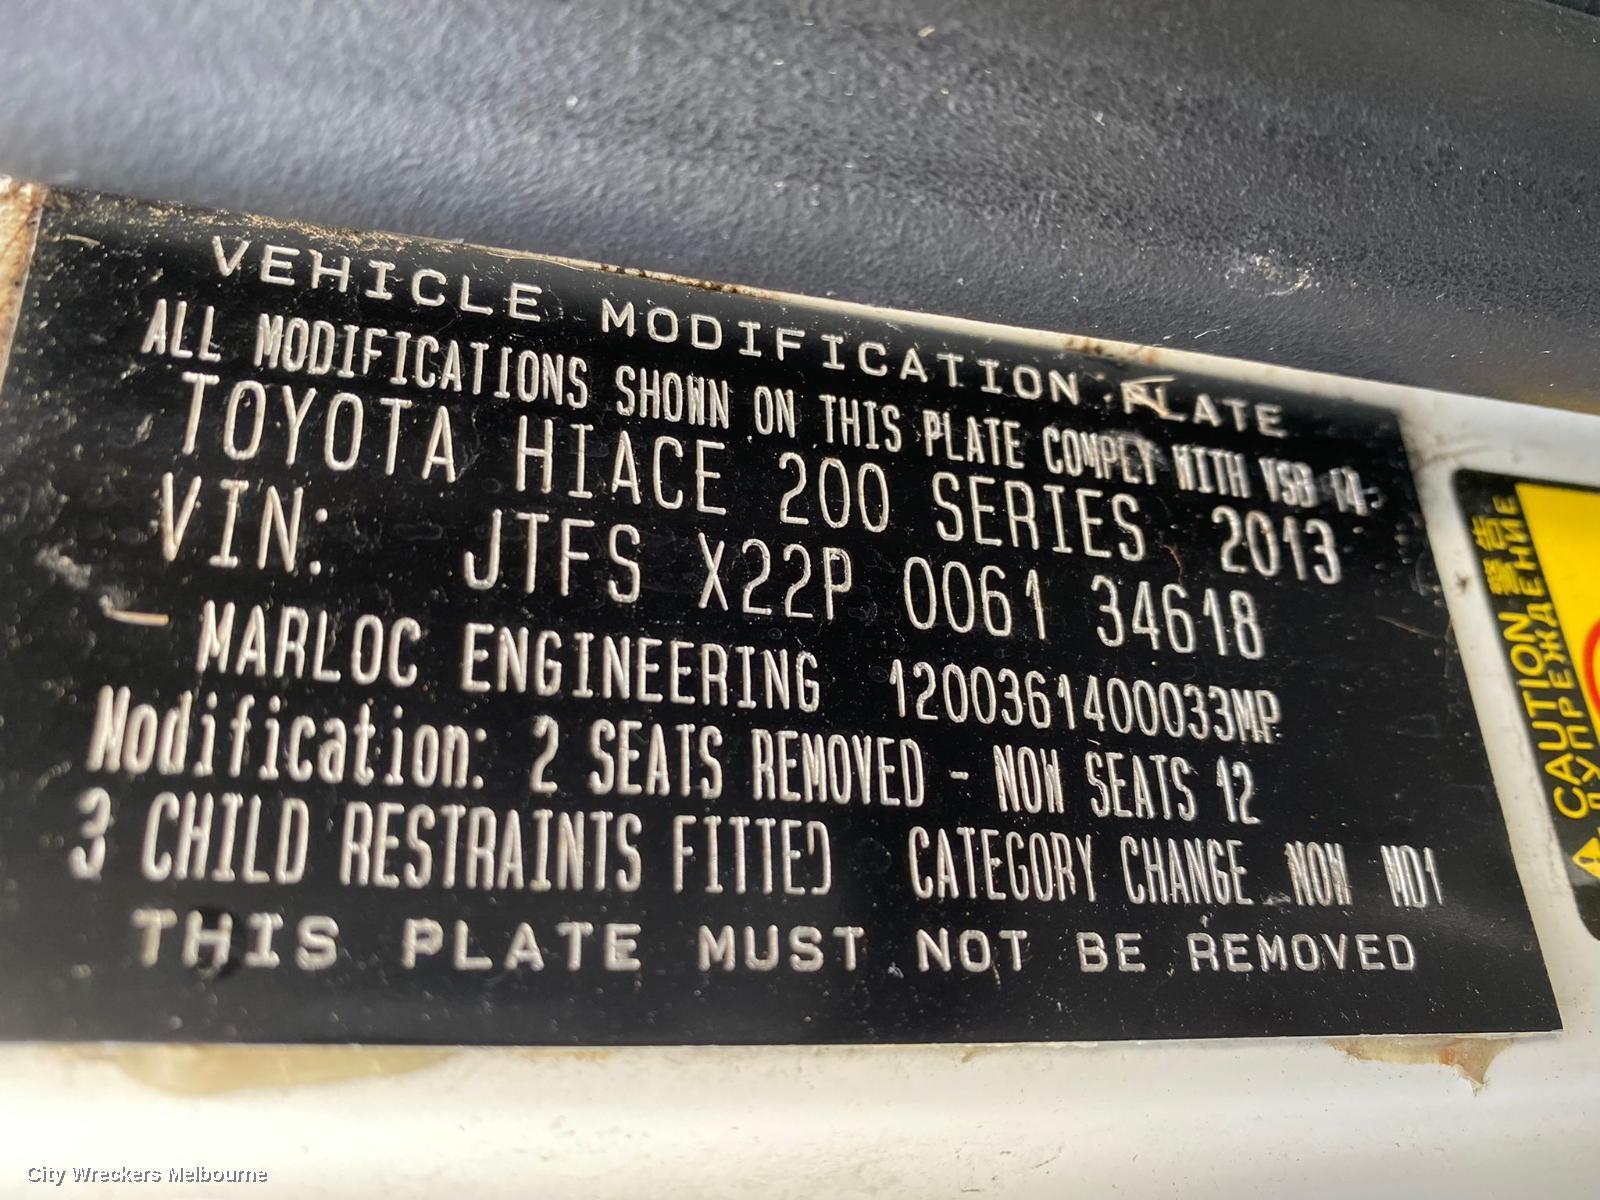 VEHICLE MODIFICATION PLATE
ALL MODIFICATIONS SHOWN ON THIS PLATE COMPLY WITH VSB 14
TOYOTA HIACE 200 SERIES 2013
VIN: JTFS X22P 0061 34618
MARLOC ENGINEERING 1200361400033MP
Modification: 2 SEATS REMOVED - NOW SEATS 12
3 CHILD RESTRAINTS FITTED CATEGORY CHANGE NOW MD1
THIS PLATE MUST NOT BE REMOVED
警告
CAUTION
City Wreckers Melbourne